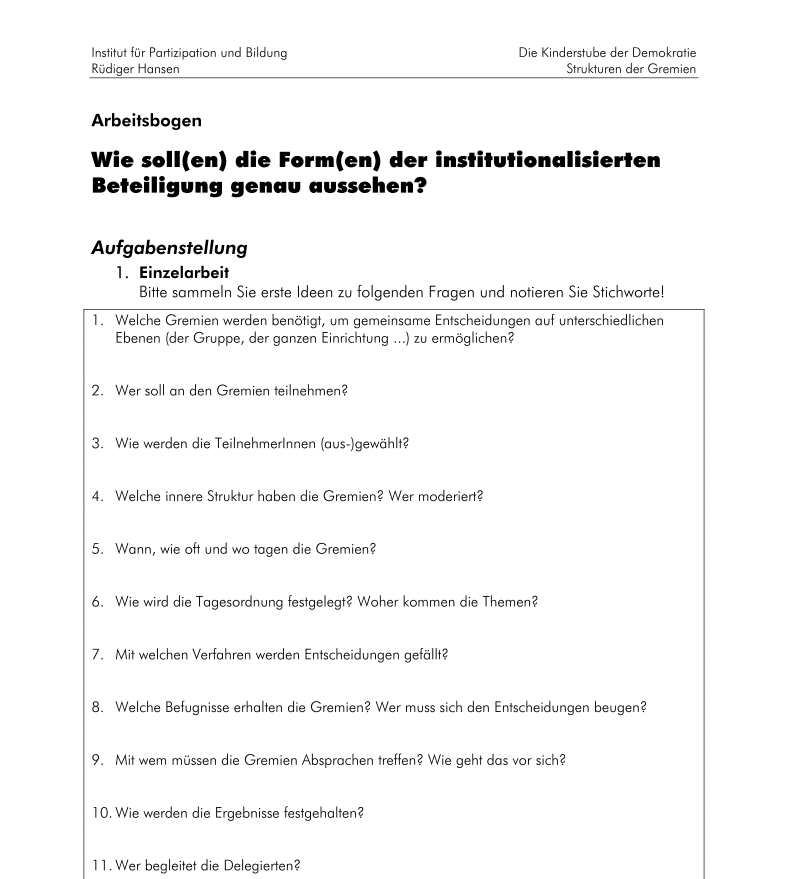 Institut für Partizipation und Bildung
Die Kinderstube der Demokratie
Rüdiger Hansen
Strukturen der Gremien
Arbeitsbogen
Wie soll(en) die Form(en) der institutionalisierten
Beteiligung genau aussehen?
Aufgabenstellung
1. Einzelarbeit
Bitte sammeln Sie erste Ideen zu folgenden Fragen und notieren Sie Stichworte!
1. Welche Gremien werden benötigt, um gemeinsame Entscheidungen auf unterschiedlichen
Ebenen (der Gruppe, der ganzen Einrichtung ...) zu ermöglichen?
2. Wer soll an den Gremien teilnehmen?
3. Wie werden die TeilnehmerInnen (aus-)gewählt?
4. Welche innere Struktur haben die Gremien? Wer moderiert?
5. Wann, wie oft und wo tagen die Gremien?
6. Wie wird die Tagesordnung festgelegt? Woher kommen die Themen?
7. Mit welchen Verfahren werden Entscheidungen gefällt?
8. Welche Befugnisse erhalten die Gremien? Wer muss sich den Entscheidungen beugen?
9. Mit wem müssen die Gremien Absprachen treffen? Wie geht das vor sich?
10. Wie werden die Ergebnisse festgehalten?
11. Wer begleitet die Delegierten?